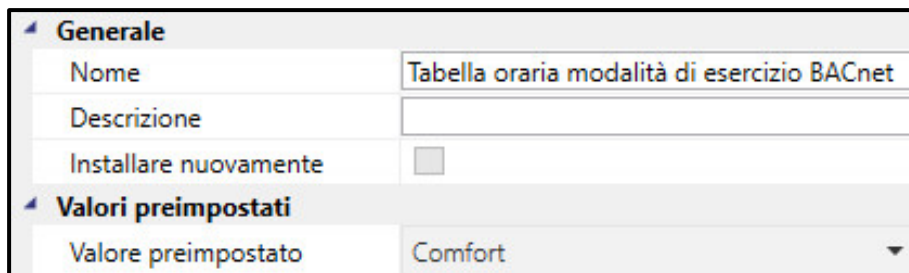 Generale
Nome Tabella oraria modalità di esercizio BACnet
Descrizione
Installare nuovamente
Valori preimpostati
Valore preimpostato Comfort